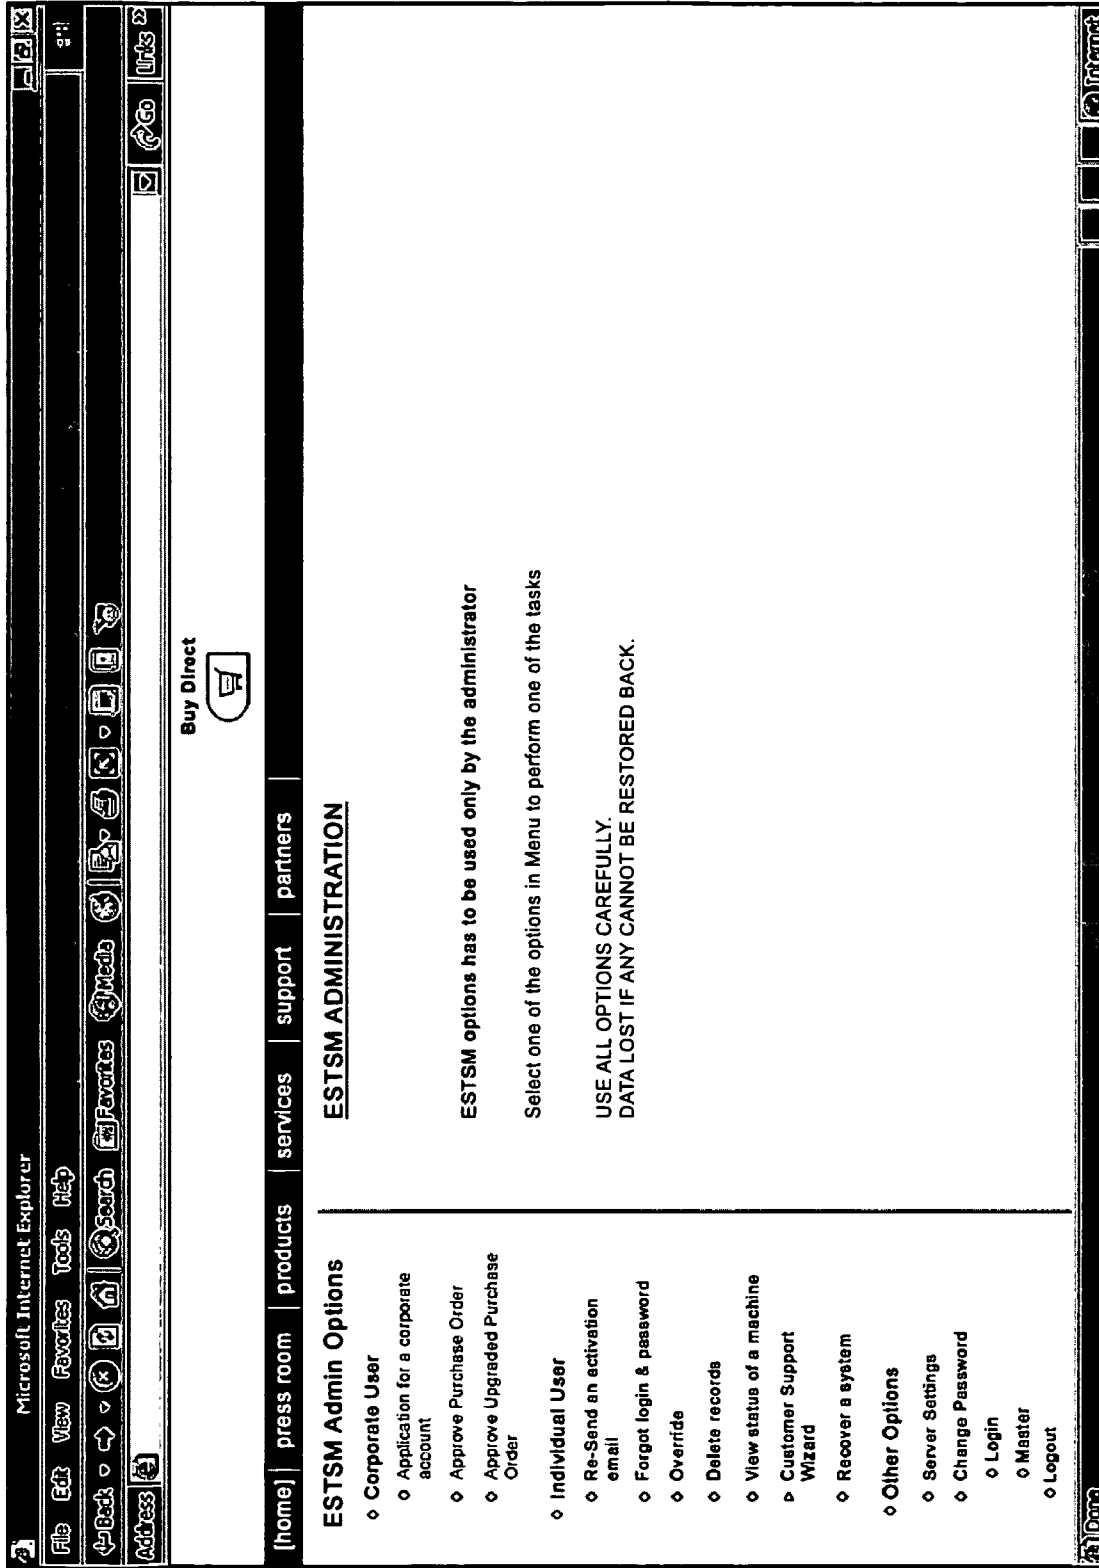 Microsoft Internet Explorer
File Edit View Favorites Tools Help
Back Search Favorites Media
Address Go Links »
Buy Direct
[home] | press room | products | services | support | partners |
ESTSM Admin Options
Corporate User
Application for a corporate
account
Approve Purchase Order
Approve Upgraded Purchase
Order
Individual User
Re-Send an activation
email
Forgot login & password
Override
Delete records
View status of a machine
Customer Support
Wizard
Recover a system
Other Options
Server Settings
Change Password
Login
Master
Logout
ESTSM ADMINISTRATION
ESTSM options has to be used only by the administrator
Select one of the options in Menu to perform one of the tasks
USE ALL OPTIONS CAREFULLY.
DATA LOST IF ANY CANNOT BE RESTORED BACK.
Done Internet